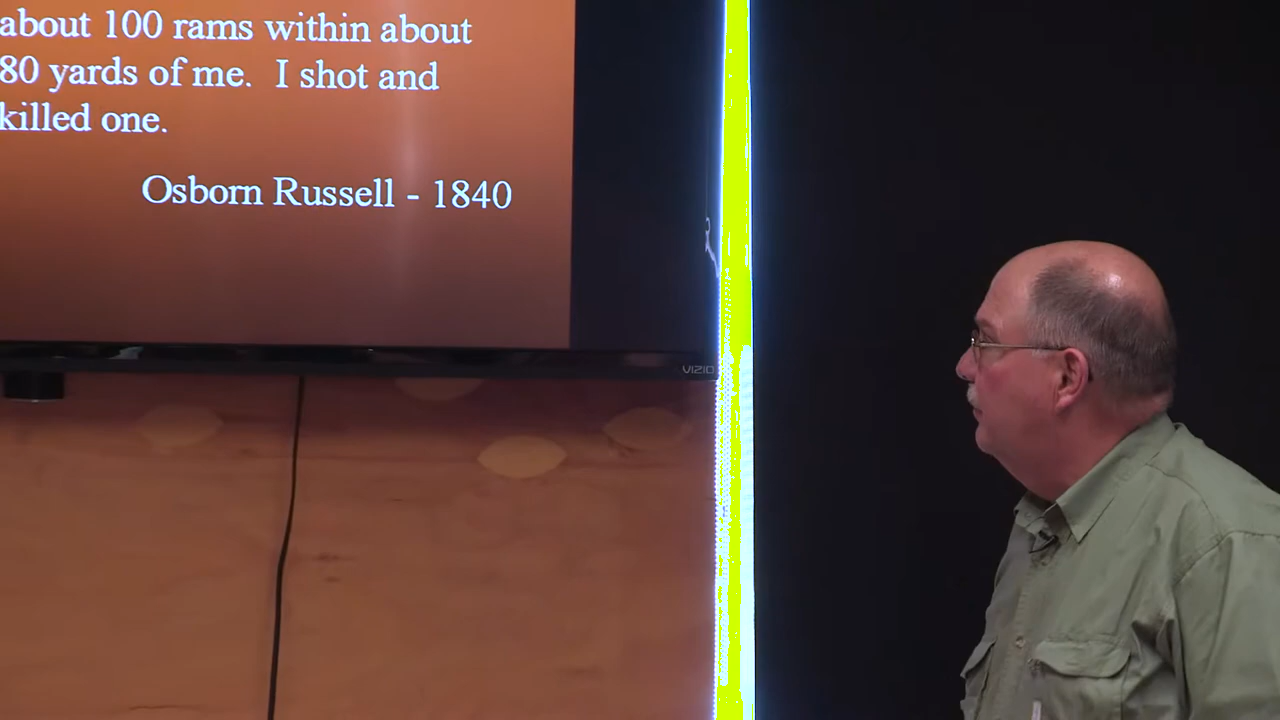 about 100 rams within about
80 yards of me. I shot and
killed one.
Osborn Russell - 1840
VIZIO